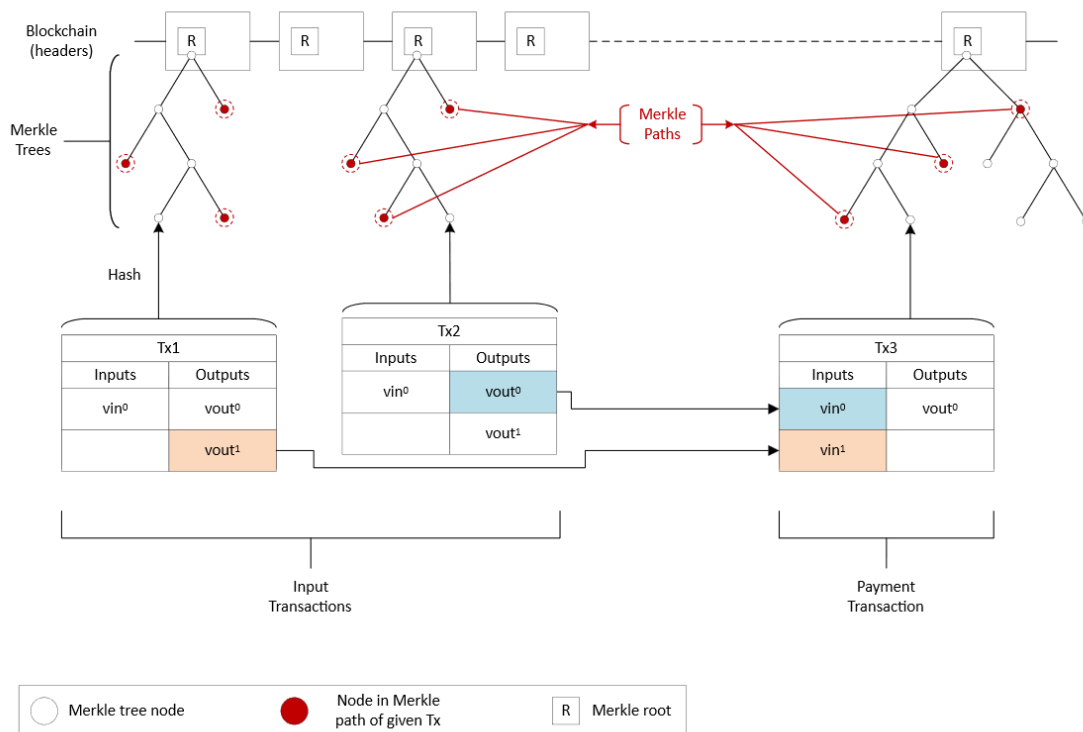 Blockchain
(headers)
R
R
R
R
R
Merkle
Trees
Merkle
Paths
Hash
Tx1
Inputs Outputs
vin⁰ vout⁰
vout¹
Tx2
Inputs Outputs
vin⁰ vout⁰
vout¹
Tx3
Inputs Outputs
vin⁰ vout⁰
vin¹
Input
Transactions
Payment
Transaction
Merkle tree node
Node in Merkle
path of given Tx
R Merkle root